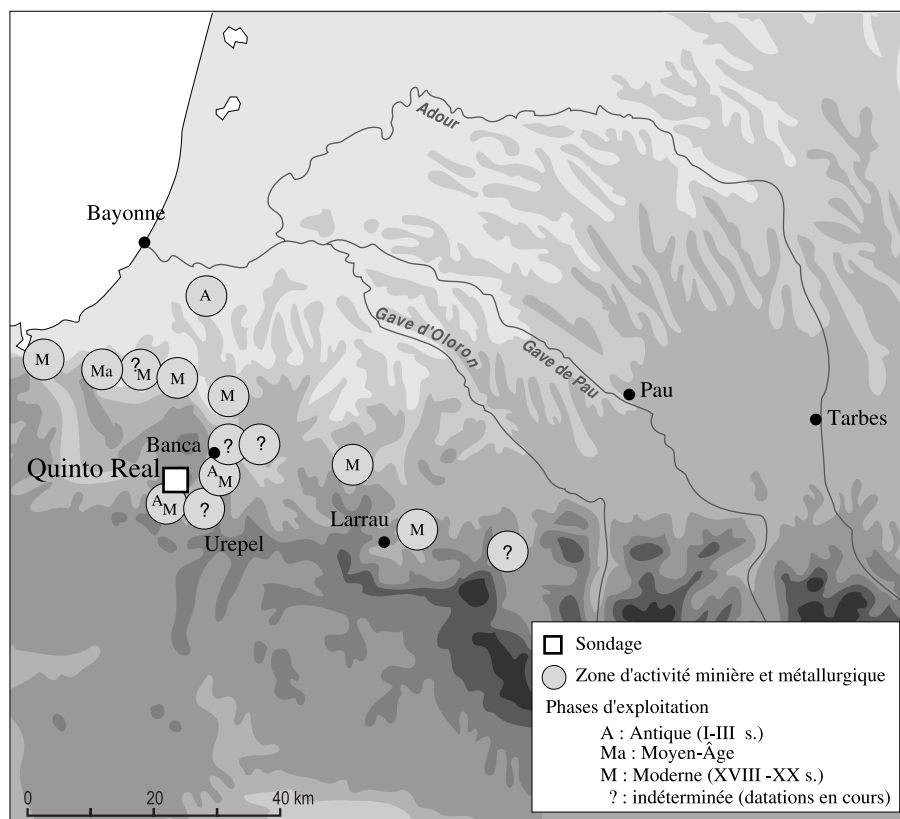 Adour
Bayonne
A
Gave d'Oloron
M
Ma
?
M
M
Gave de Pau
M
Pau
Tarbes
Banca
?
?
Quinto Real
M
A
M
A
M
?
Larrau
M
Urepel
?
Sondage
Zone d'activité minière et métallurgique
Phases d'exploitation
A : Antique (I-III s.)
Ma : Moyen-Âge
M : Moderne (XVIII -XX s.)
? : indéterminée (datations en cours)
0 20 40 km